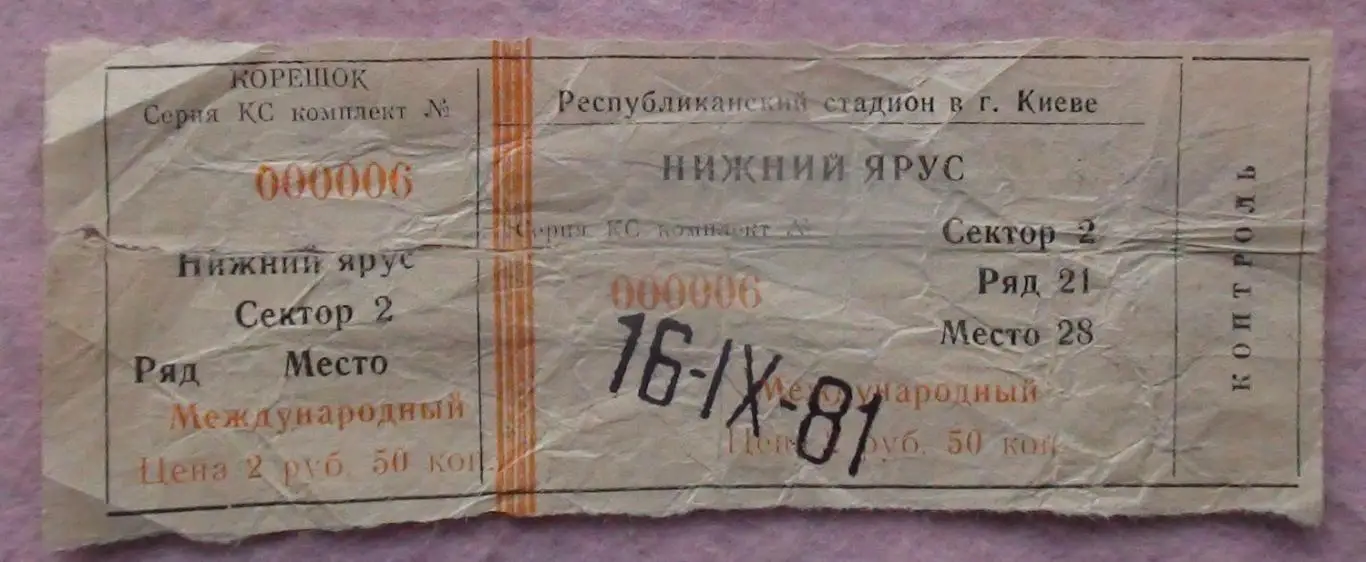 КОРЕШОК
Серия КС комплект №
000006
Нижний ярус
Сектор 2
Ряд Место
Международный
Цена 2 руб. 50 коп.
Республиканский стадион в г. Киеве
НИЖНИЙ ЯРУС
Серия КС комплект №
000006
Сектор 2
Ряд 21
Место 28
16-IX-81
Международный
Цена руб. 50 коп.
КОНТРОЛЬ